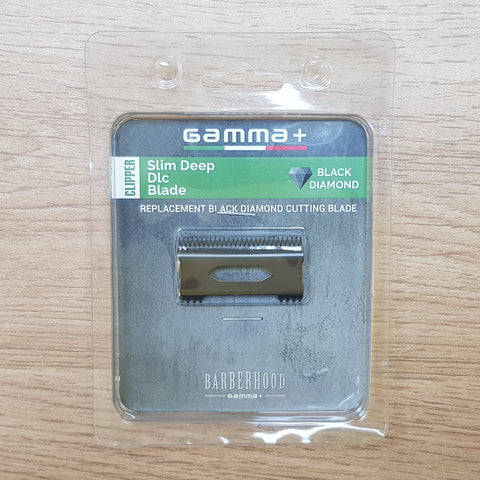 GAMMA+
CLIPPER
Slim Deep
Dlc
Blade
BLACK
DIAMOND
REPLACEMENT BLACK DIAMOND CUTTING BLADE
BARBERHOOD
GAMMA+